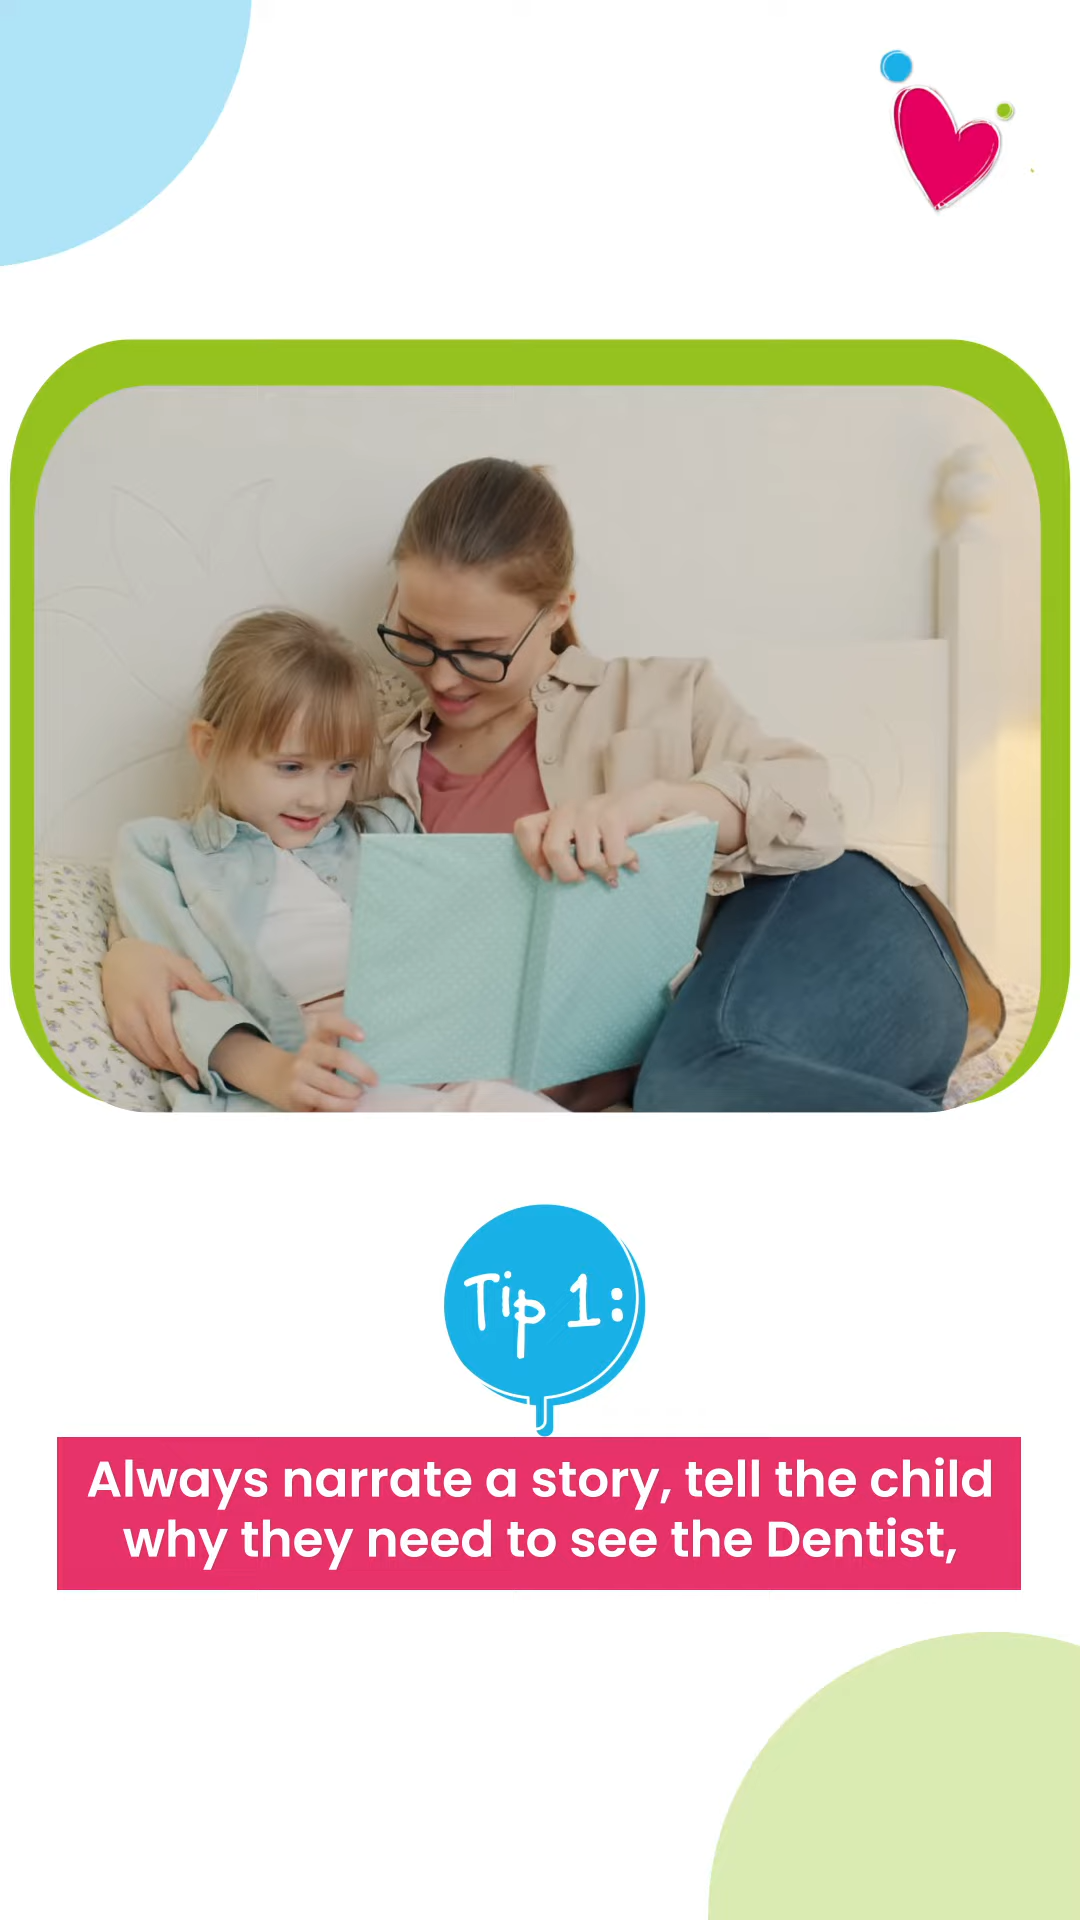 Tip 1:
Always narrate a story, tell the child
why they need to see the Dentist,